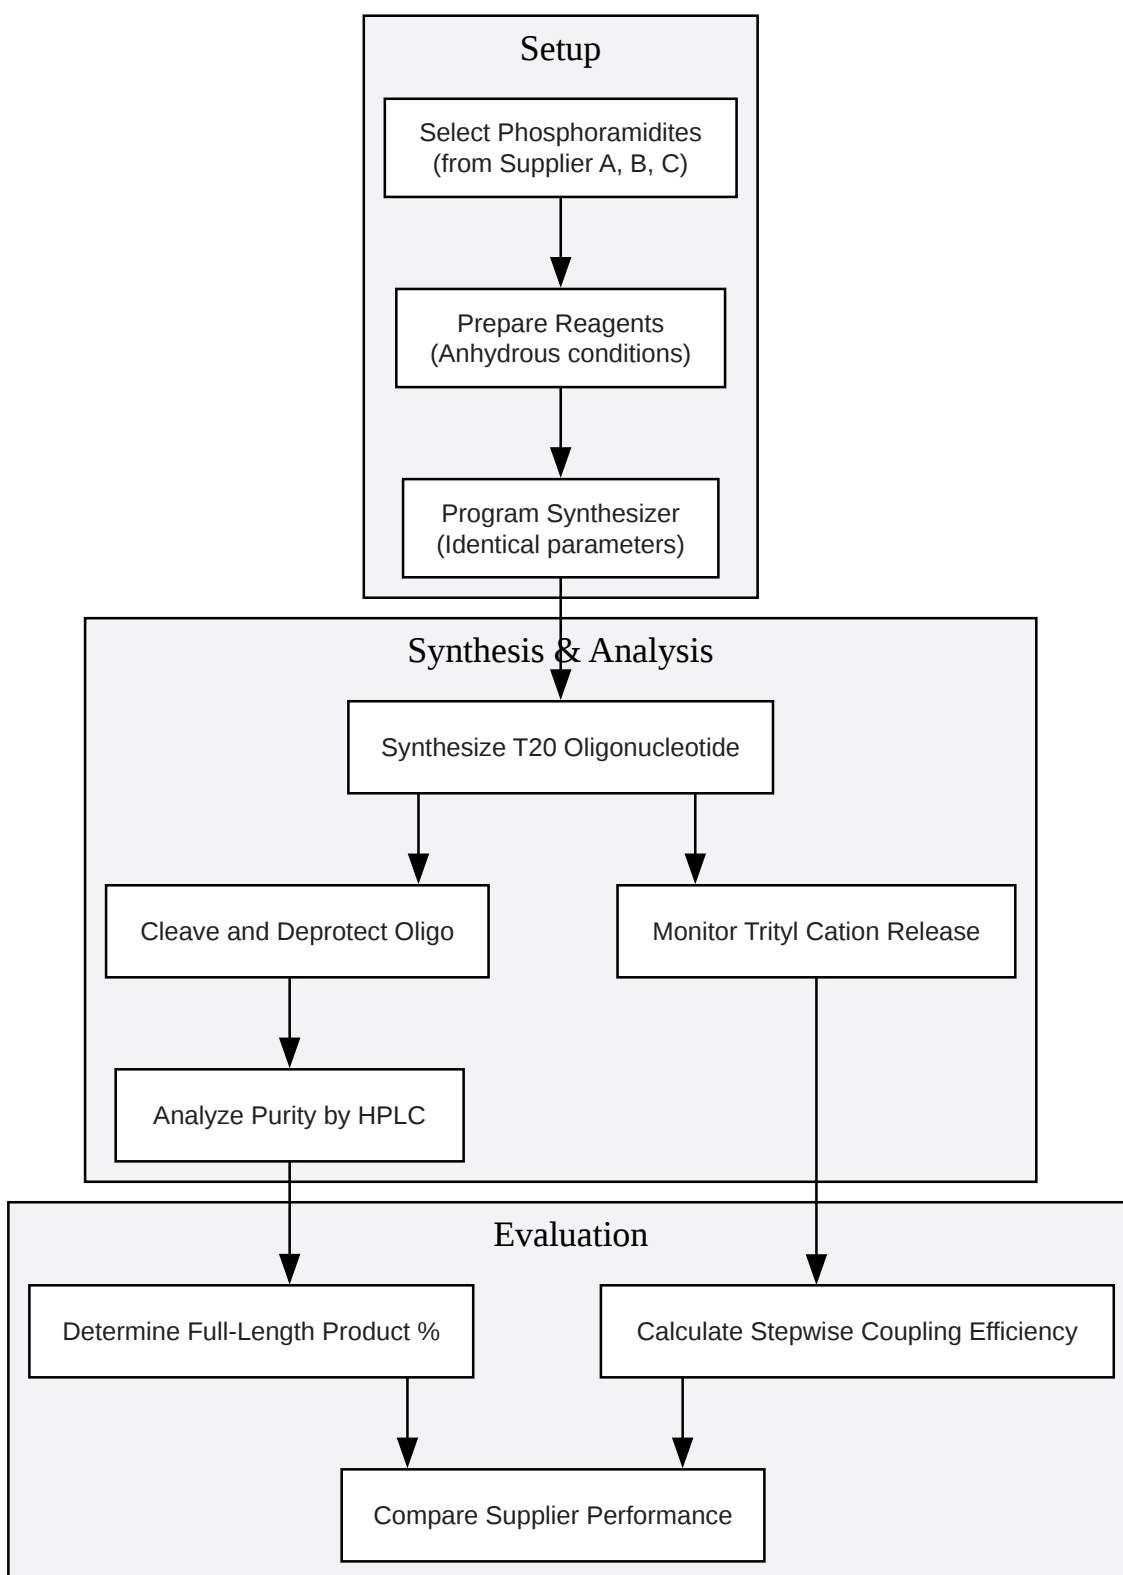 Setup
Select Phosphoramidites
(from Supplier A, B, C)
Prepare Reagents
(Anhydrous conditions)
Program Synthesizer
(Identical parameters)
Synthesis & Analysis
Synthesize T20 Oligonucleotide
Cleave and Deprotect Oligo
Monitor Trityl Cation Release
Analyze Purity by HPLC
Evaluation
Determine Full-Length Product %
Calculate Stepwise Coupling Efficiency
Compare Supplier Performance